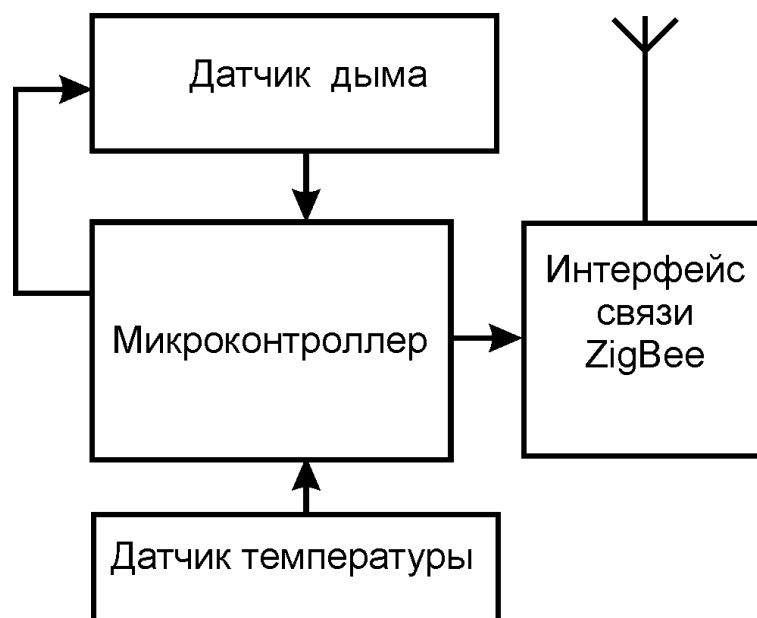 Датчик дыма
Микроконтроллер
Интерфейс
связи
ZigBee
Датчик температуры